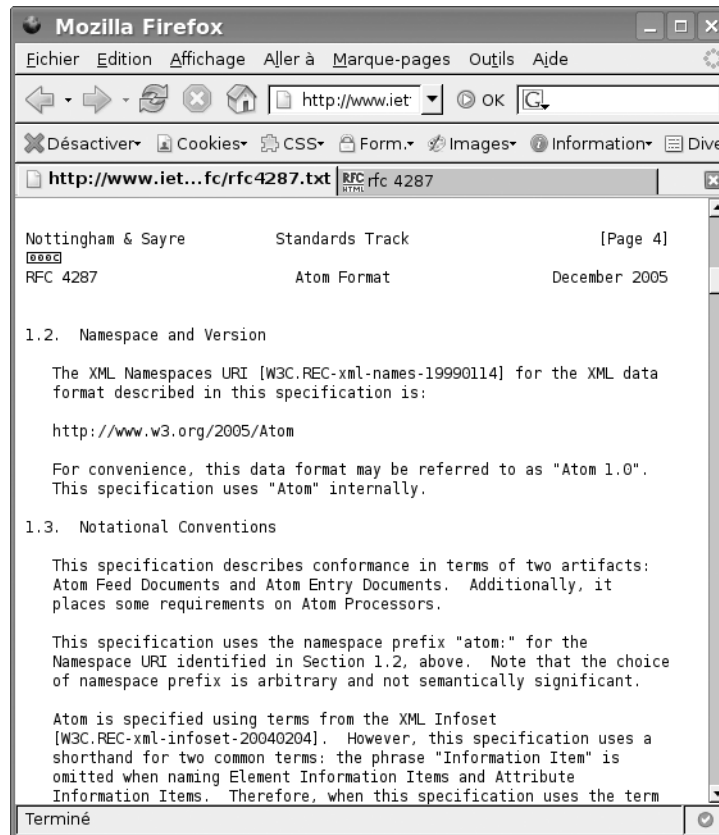 Mozilla Firefox
Fichier Edition Affichage Aller à Marque-pages Outils Aide
http://www.iet OK G
Désactiver Cookies CSS Form. Images Information Dive
http://www.iet...fc/rfc4287.txt RFC HTML rfc 4287
Nottingham & Sayre Standards Track [Page 4]
000C
RFC 4287 Atom Format December 2005
1.2. Namespace and Version
The XML Namespaces URI [W3C.REC-xml-names-19990114] for the XML data
format described in this specification is:
http://www.w3.org/2005/Atom
For convenience, this data format may be referred to as "Atom 1.0".
This specification uses "Atom" internally.
1.3. Notational Conventions
This specification describes conformance in terms of two artifacts:
Atom Feed Documents and Atom Entry Documents. Additionally, it
places some requirements on Atom Processors.
This specification uses the namespace prefix "atom:" for the
Namespace URI identified in Section 1.2, above. Note that the choice
of namespace prefix is arbitrary and not semantically significant.
Atom is specified using terms from the XML Infoset
[W3C.REC-xml-infoset-20040204]. However, this specification uses a
shorthand for two common terms: the phrase "Information Item" is
omitted when naming Element Information Items and Attribute
Information Items. Therefore, when this specification uses the term
Terminé